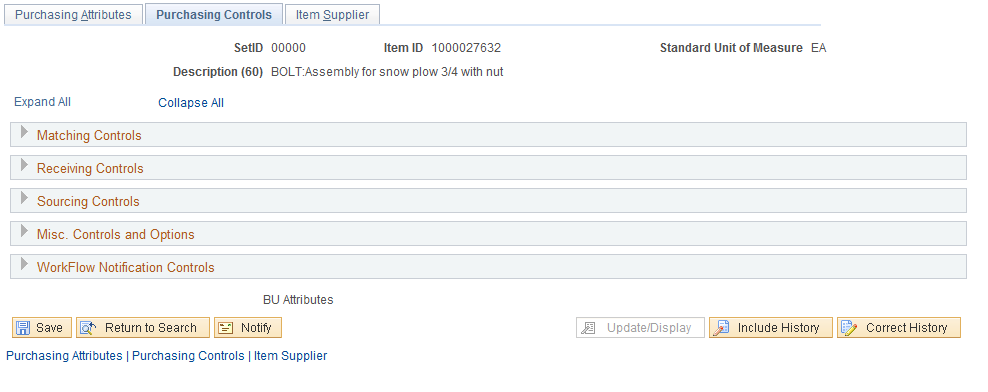 Purchasing Attributes Purchasing Controls Item Supplier
SetID 00000 Item ID 1000027632 Standard Unit of Measure EA
Description (60) BOLT:Assembly for snow plow 3/4 with nut
Expand All Collapse All
Matching Controls
Receiving Controls
Sourcing Controls
Misc. Controls and Options
WorkFlow Notification Controls
BU Attributes
Save Return to Search Notify Update/Display Include History Correct History
Purchasing Attributes | Purchasing Controls | Item Supplier